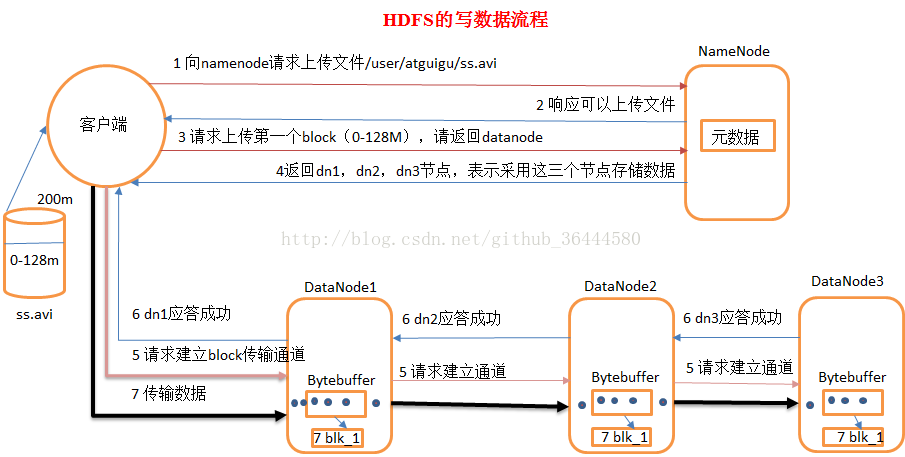 HDFS的写数据流程
NameNode
1 向namenode请求上传文件/user/atguigu/ss.avi
2 响应可以上传文件
客户端
3 请求上传第一个block（0-128M），请返回datanode
元数据
4返回dn1，dn2，dn3节点，表示采用这三个节点存储数据
200m
http://blog.csdn.net/github_36444580
0-128m
ss.avi
DataNode1
DataNode2
DataNode3
6 dn1应答成功
6 dn2应答成功
6 dn3应答成功
5 请求建立block传输通道
5 请求建立通道
5 请求建立通道
7 传输数据
Bytebuffer
Bytebuffer
Bytebuffer
7 blk_1
7 blk_1
7 blk_1